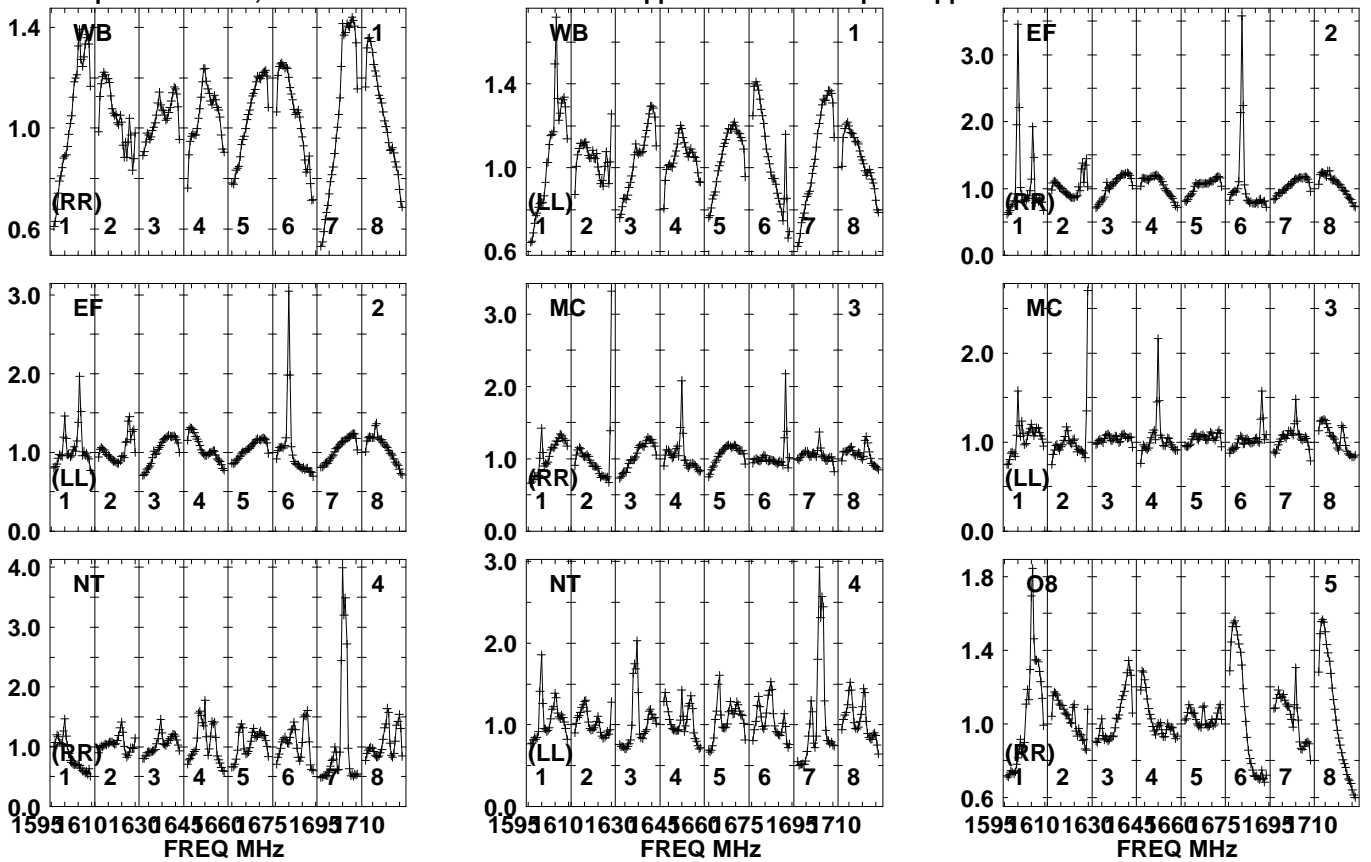 WB 1 WB 1 EF 2
1.4 1.4 1.0 0.6 1.0 0.6 3.0 2.0 1.0 0.0
(RR) (LL) (RR)
1 2 3 4 5 6 7 8 1 2 3 4 5 6 7 8 1 2 3 4 5 6 7 8
EF 2 MC 3 MC 3
3.0 2.0 1.0 0.0 3.0 2.0 1.0 0.0 2.0 1.0 0.0
(LL) (RR) (LL)
1 2 3 4 5 6 7 8 1 2 3 4 5 6 7 8 1 2 3 4 5 6 7 8
NT 4 NT 4 O8 5
4.0 3.0 2.0 1.0 0.0 3.0 2.0 1.0 0.0 1.8 1.4 1.0 0.6
(RR) (LL) (RR)
1 2 3 4 5 6 7 8 1 2 3 4 5 6 7 8 1 2 3 4 5 6 7 8
1595 1610 1630 1645 1660 1675 1695 1710 1595 1610 1630 1645 1660 1675 1695 1710 1595 1610 1630 1645 1660 1675 1695 1710
FREQ MHz FREQ MHz FREQ MHz